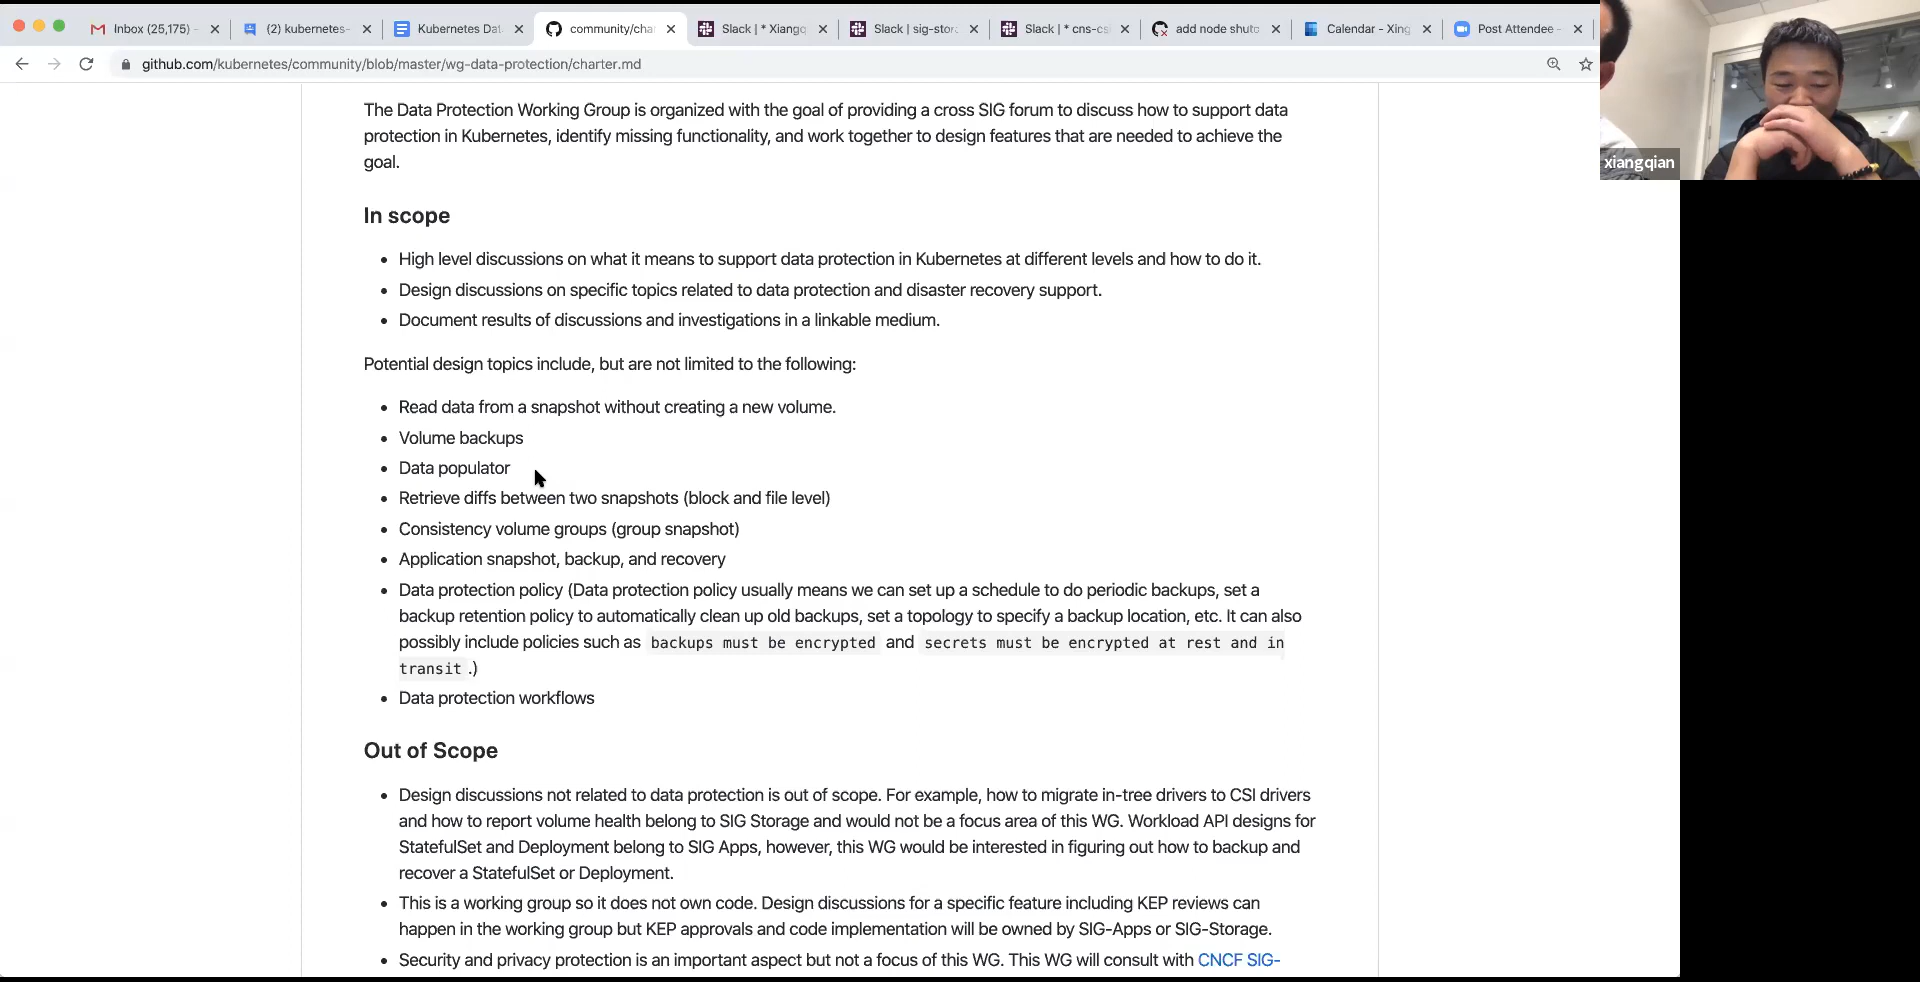 Inbox (25,175) -
(2) kubernetes-
Kubernetes Dat
community/cha
Slack | * Xiangq
Slack | sig-stor
Slack | * cns-cs
add node shutd
Calendar - Xing
Post Attendee -
github.com/kubernetes/community/blob/master/wg-data-protection/charter.md
xiangqian
The Data Protection Working Group is organized with the goal of providing a cross SIG forum to discuss how to support data
protection in Kubernetes, identify missing functionality, and work together to design features that are needed to achieve the
goal.
In scope
• High level discussions on what it means to support data protection in Kubernetes at different levels and how to do it.
• Design discussions on specific topics related to data protection and disaster recovery support.
• Document results of discussions and investigations in a linkable medium.
Potential design topics include, but are not limited to the following:
• Read data from a snapshot without creating a new volume.
• Volume backups
• Data populator
• Retrieve diffs between two snapshots (block and file level)
• Consistency volume groups (group snapshot)
• Application snapshot, backup, and recovery
• Data protection policy (Data protection policy usually means we can set up a schedule to do periodic backups, set a
backup retention policy to automatically clean up old backups, set a topology to specify a backup location, etc. It can also
possibly include policies such as backups must be encrypted and secrets must be encrypted at rest and in
transit .)
• Data protection workflows
Out of Scope
• Design discussions not related to data protection is out of scope. For example, how to migrate in-tree drivers to CSI drivers
and how to report volume health belong to SIG Storage and would not be a focus area of this WG. Workload API designs for
StatefulSet and Deployment belong to SIG Apps, however, this WG would be interested in figuring out how to backup and
recover a StatefulSet or Deployment.
• This is a working group so it does not own code. Design discussions for a specific feature including KEP reviews can
happen in the working group but KEP approvals and code implementation will be owned by SIG-Apps or SIG-Storage.
• Security and privacy protection is an important aspect but not a focus of this WG. This WG will consult with CNCF SIG-